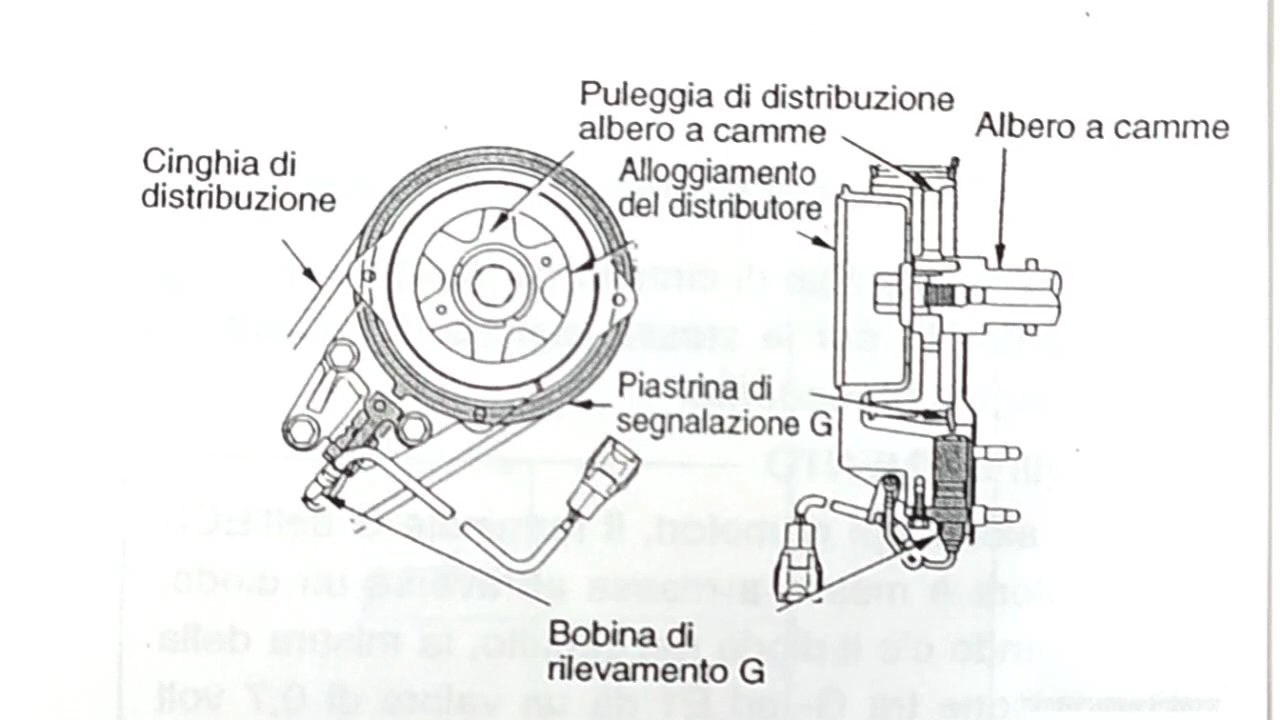 Puleggia di distribuzione
albero a camme
Albero a camme
Cinghia di
distribuzione
Alloggiamento
del distributore
Piastrina di
segnalazione G
Bobina di
rilevamento G